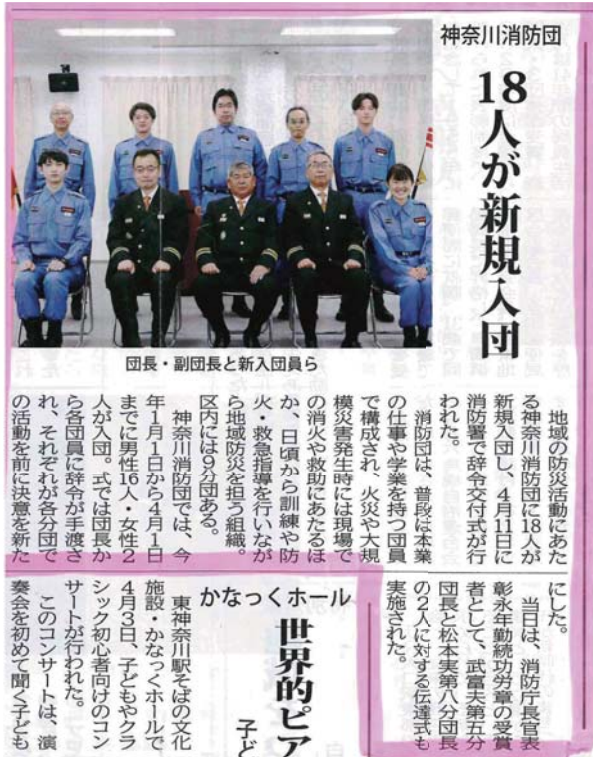 神奈川消防団
18人が新規入団
団長・副団長と新入団員ら
地域の防災活動にあた
る神奈川消防団に18人が
新規入団し、4月11日に
消防署で辞令交付式が行
われた。
消防団は、普段は本業
の仕事や学業を持つ団員
で構成され、火災や大規
模災害発生時には現場で
の消火や救助にあたるほ
か、日頃から訓練や防
火・救急指導を行いなが
ら地域防災を担う組織。
区内には9分団ある。
神奈川消防団では、今
年1月1日から4月1日
までに男性16人・女性2
人が入団。式では団長か
ら各団員に辞令が手渡さ
れ、それぞれが各分団で
の活動を前に決意を新た
にした。
当日は、消防庁長官表
彰永年勤続功労章の受賞
者として、武富夫第五分
団長と松本実第八分団長
の2人に対する伝達式も
実施された。
かなっくホール
世界的ピア
子ど
東神奈川駅そばの文化
施設・かなっくホールで
4月3日、子どもやクラ
シック初心者向けのコン
サートが行われた。
このコンサートは、演
奏会を初めて聞く子ども